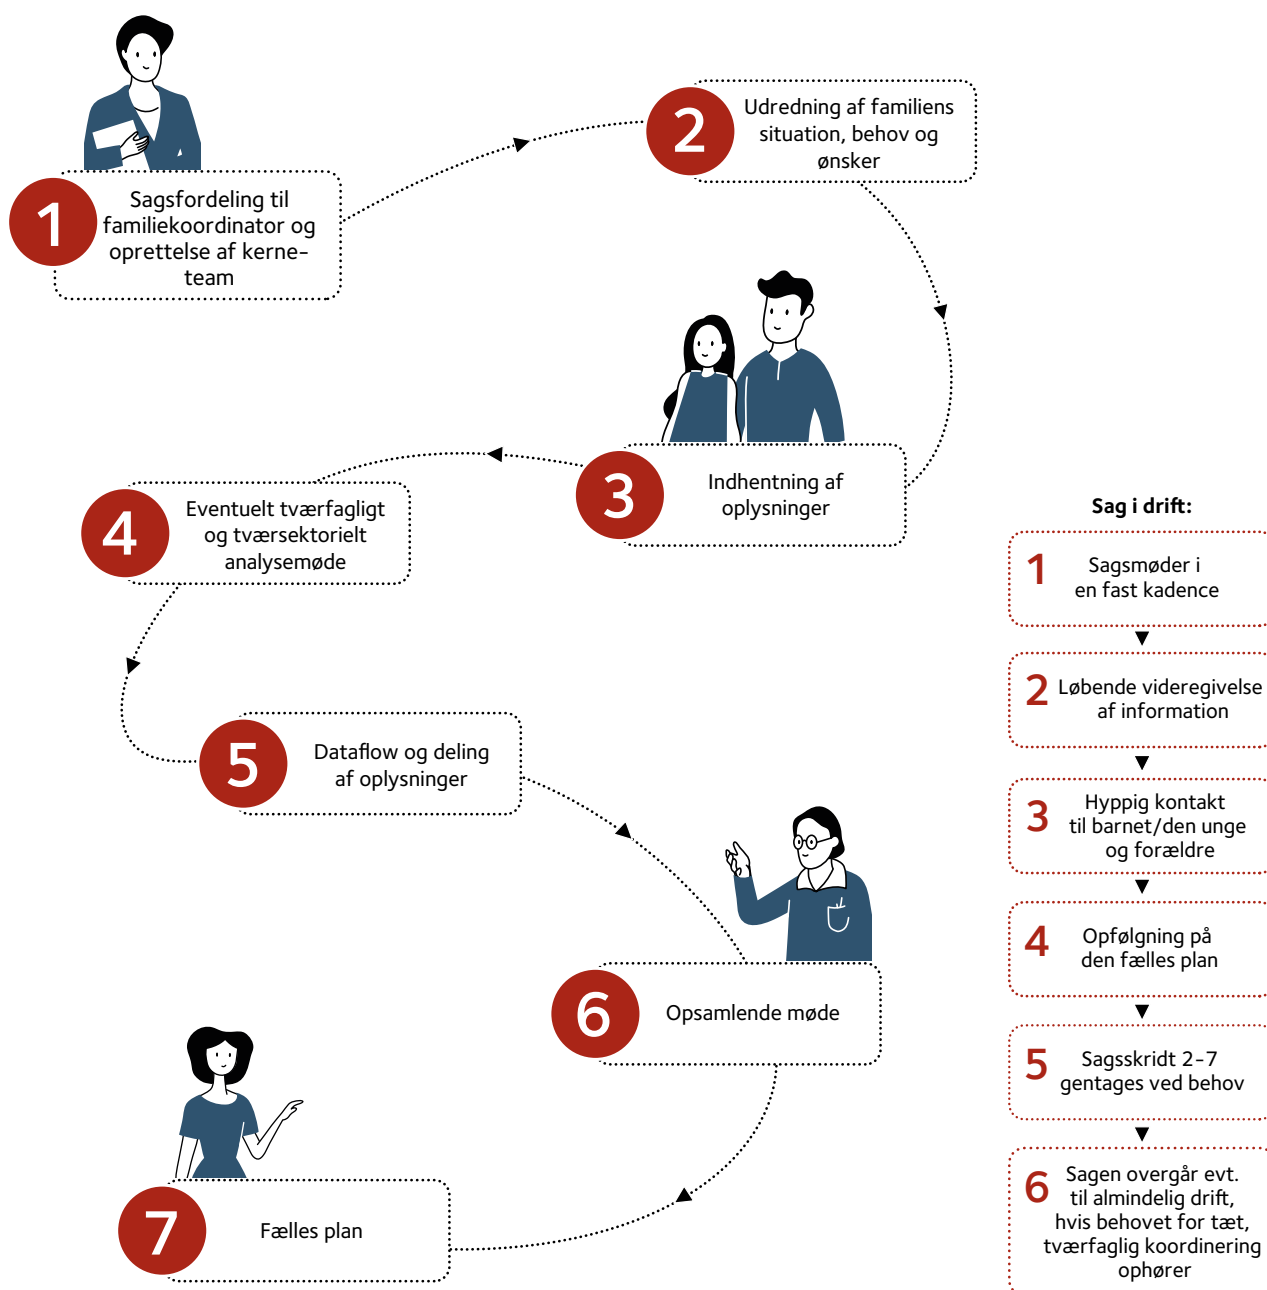 1
Sagsfordeling til
familiekoordinator og
oprettelse af kerne-
team
2
Udredning af familiens
situation, behov og
ønsker
3
Indhentning af
oplysninger
4
Eventuelt tværfagligt
og tværsektorielt
analysemøde
5
Dataflow og deling
af oplysninger
6
Opsamlende møde
7
Fælles plan
Sag i drift:
1
Sagsmøder i
en fast kadence
2
Løbende videregivelse
af information
3
Hyppig kontakt
til barnet/den unge
og forældre
4
Opfølgning på
den fælles plan
5
Sagsskridt 2-7
gentages ved behov
6
Sagen overgår evt.
til almindelig drift,
hvis behovet for tæt,
tværfaglig koordinering
ophører